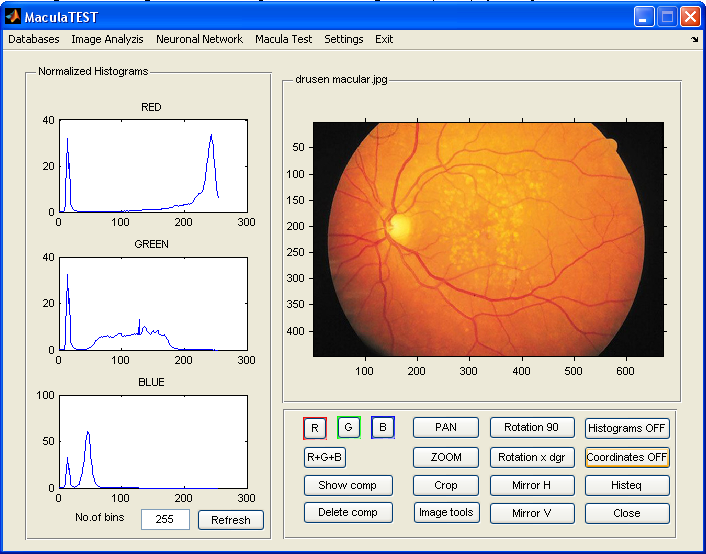 MaculaTEST
Databases Image Analyzis Neuronal Network Macula Test Settings Exit
Normalized Histograms
RED
40
20
0
0 100 200 300
GREEN
40
20
0
0 100 200 300
BLUE
100
50
0
0 100 200 300
No.of bins 255 Refresh
drusen macular.jpg
50
100
150
200
250
300
350
400
100 200 300 400 500 600
R G B PAN Rotation 90 Histograms OFF
R+G+B ZOOM Rotation x dgr Coordinates OFF
Show comp Crop Mirror H Histeq
Delete comp Image tools Mirror V Close